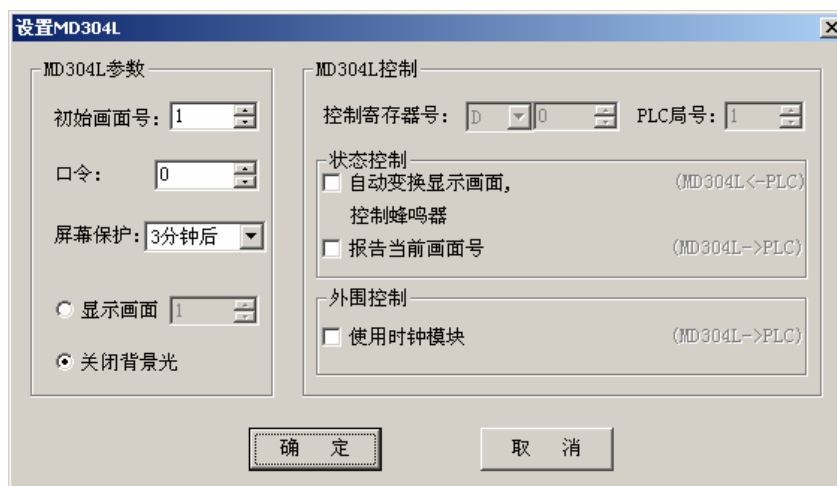 设置MD304L
MD304L参数
初始画面号: 1
口令: 0
屏幕保护: 3分钟后
显示画面 1
关闭背景光
MD304L控制
控制寄存器号: D 0 PLC局号: 1
状态控制
自动变换显示画面, (MD304L<-PLC)
控制蜂鸣器
报告当前画面号 (MD304L->PLC)
外围控制
使用时钟模块 (MD304L->PLC)
确 定 取 消